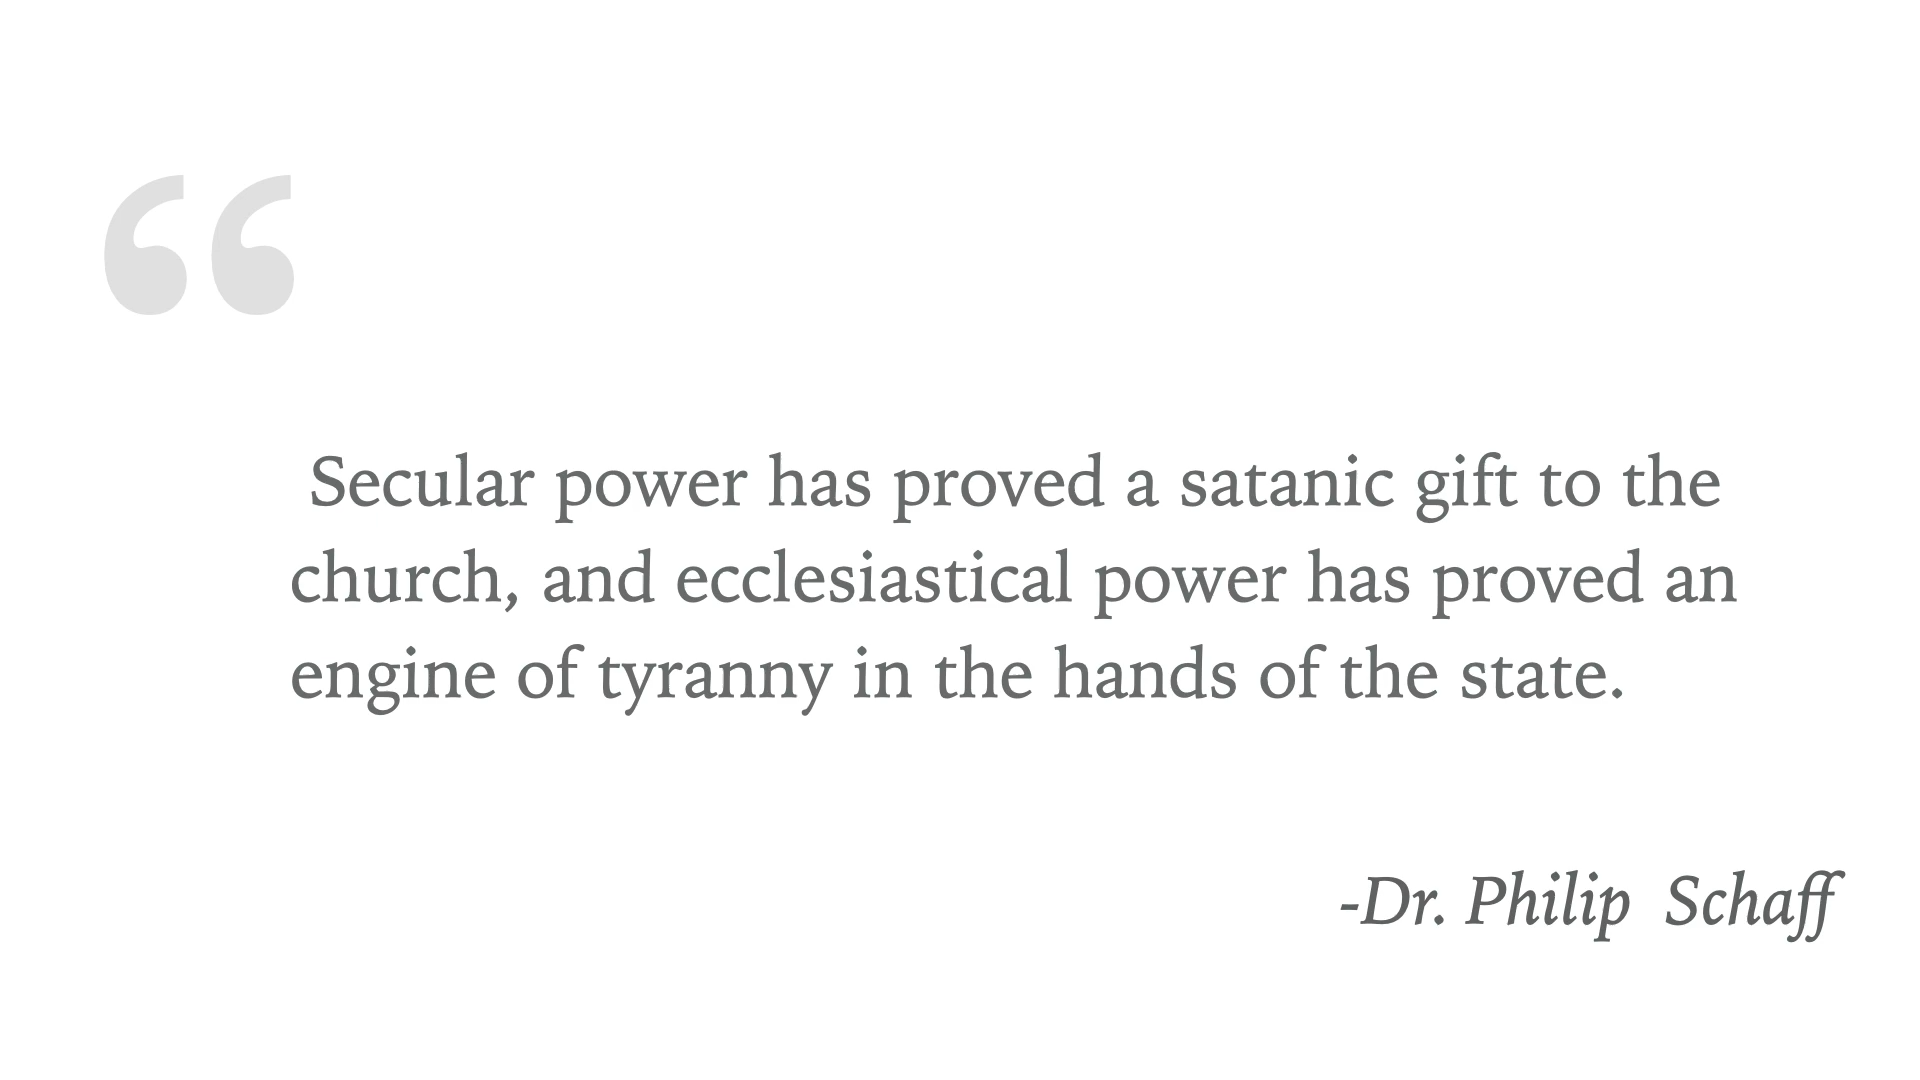 “
Secular power has proved a satanic gift to the
church, and ecclesiastical power has proved an
engine of tyranny in the hands of the state.
-Dr. Philip  Schaff